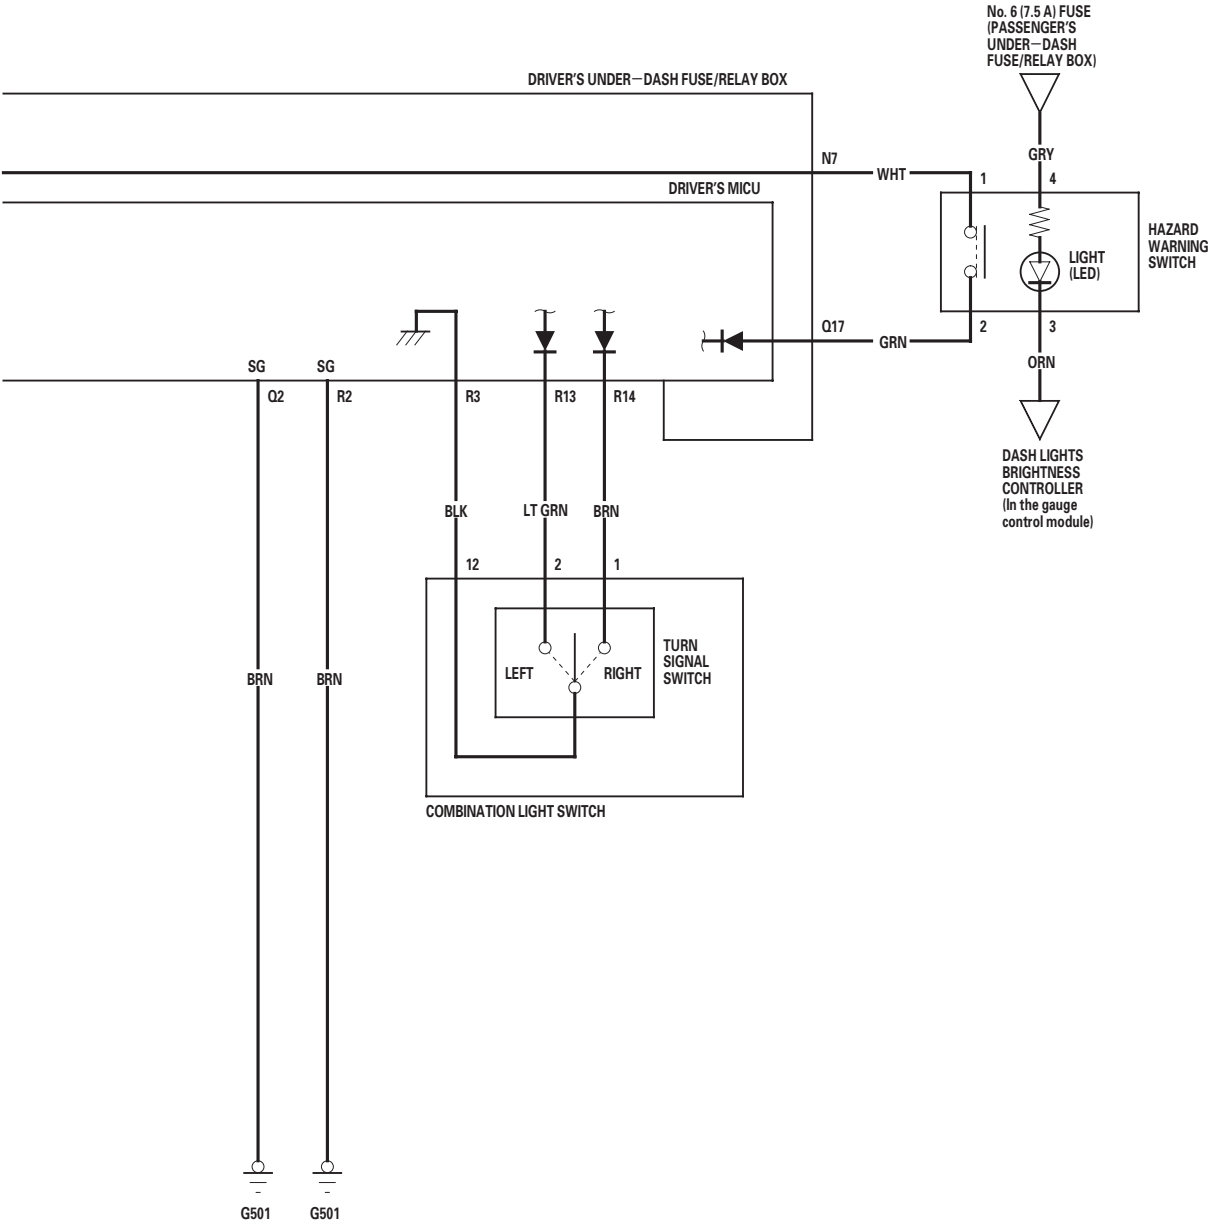 No. 6 (7.5 A) FUSE
(PASSENGER'S
UNDER—DASH
FUSE/RELAY BOX)
DRIVER'S UNDER—DASH FUSE/RELAY BOX
GRY
N7
WHT
1
4
DRIVER'S MICU
HAZARD
WARNING
SWITCH
LIGHT
(LED)
Q17
GRN
2
3
ORN
SG
SG
Q2
R2
R3
R13
R14
DASH LIGHTS
BRIGHTNESS
CONTROLLER
(In the gauge
control module)
BLK
LT GRN
BRN
12
2
1
TURN
SIGNAL
SWITCH
LEFT
RIGHT
BRN
BRN
COMBINATION LIGHT SWITCH
G501
G501